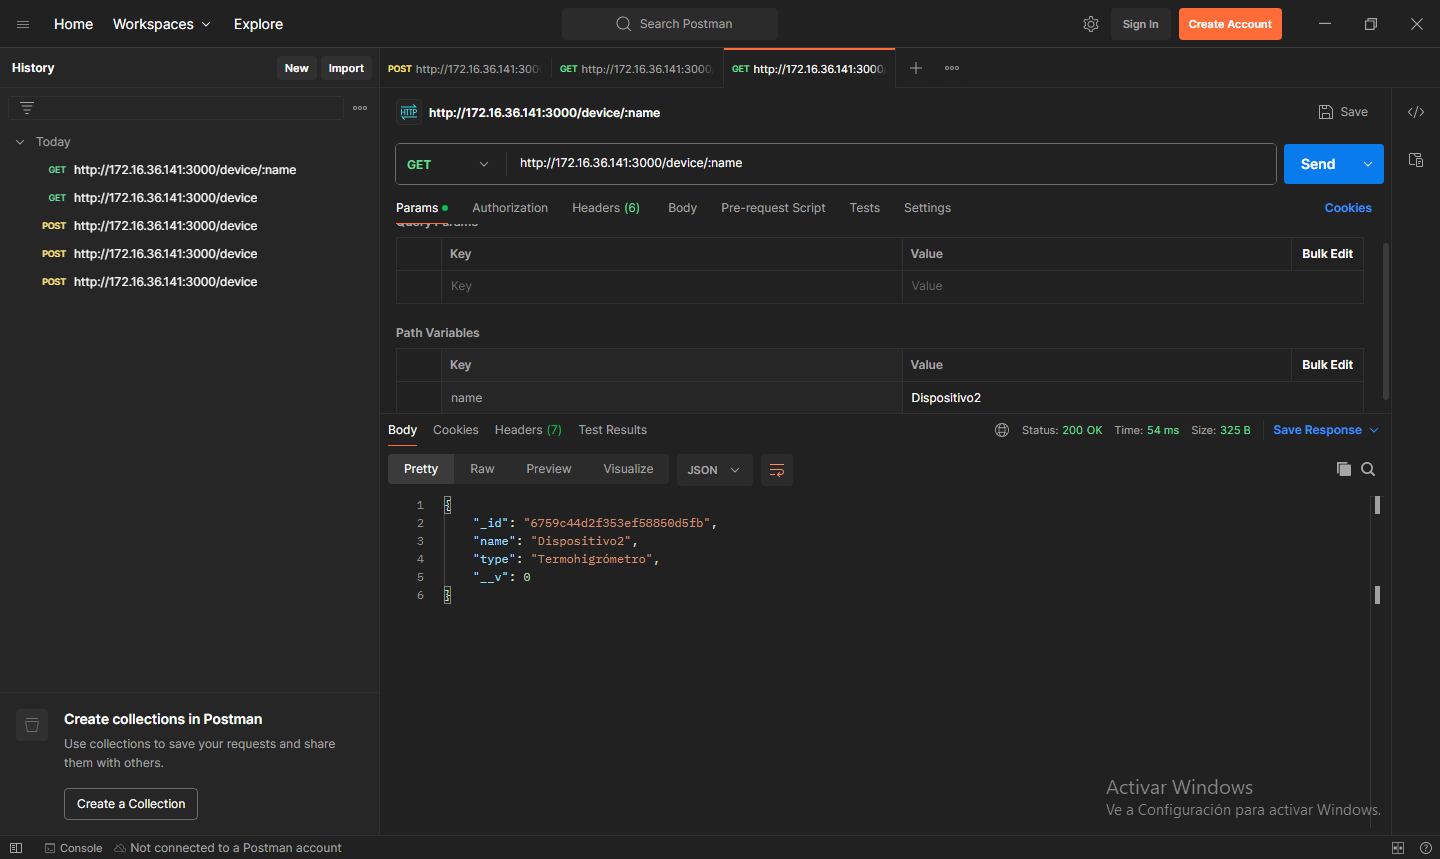 Home Workspaces Explore Search Postman Sign In Create Account
History New Import
POST http://172.16.36.141:300 GET http://172.16.36.141:3000 GET http://172.16.36.141:3000
HTTP http://172.16.36.141:3000/device/:name Save
Today
GET http://172.16.36.141:3000/device/:name
GET http://172.16.36.141:3000/device
POST http://172.16.36.141:3000/device
POST http://172.16.36.141:3000/device
POST http://172.16.36.141:3000/device
GET http://172.16.36.141:3000/device/:name Send
Params Authorization Headers (6) Body Pre-request Script Tests Settings Cookies
Query Params
Key Value Bulk Edit
Key Value
Path Variables
Key Value Bulk Edit
name Dispositivo2
Body Cookies Headers (7) Test Results Status: 200 OK Time: 54 ms Size: 325 B Save Response
Pretty Raw Preview Visualize JSON
1 {
2 "_id": "6759c44d2f353ef58850d5fb",
3 "name": "Dispositivo2",
4 "type": "Termohigrómetro",
5 "__v": 0
6 }
Create collections in Postman
Use collections to save your requests and share
them with others.
Create a Collection
Activar Windows
Ve a Configuración para activar Windows.
Console Not connected to a Postman account